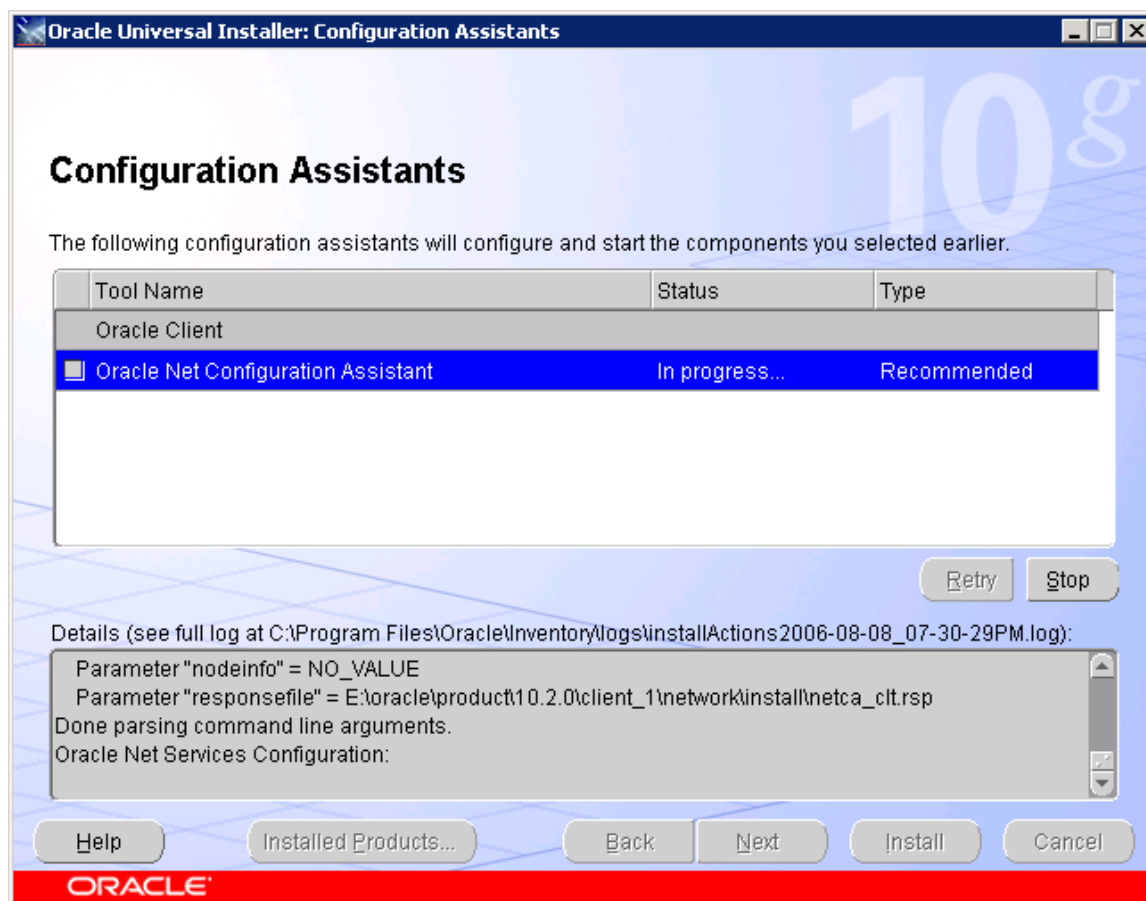 Oracle Universal Installer: Configuration Assistants
10g
Configuration Assistants
The following configuration assistants will configure and start the components you selected earlier.
Tool Name Status Type
Oracle Client
Oracle Net Configuration Assistant In progress... Recommended
Retry Stop
Details (see full log at C:\Program Files\Oracle\Inventory\logs\installActions2006-08-08_07-30-29PM.log):
Parameter "nodeinfo" = NO_VALUE
Parameter "responsefile" = E:\oracle\product\10.2.0\client_1\network\install\netca_clt.rsp
Done parsing command line arguments.
Oracle Net Services Configuration:
Help Installed Products... Back Next Install Cancel
ORACLE